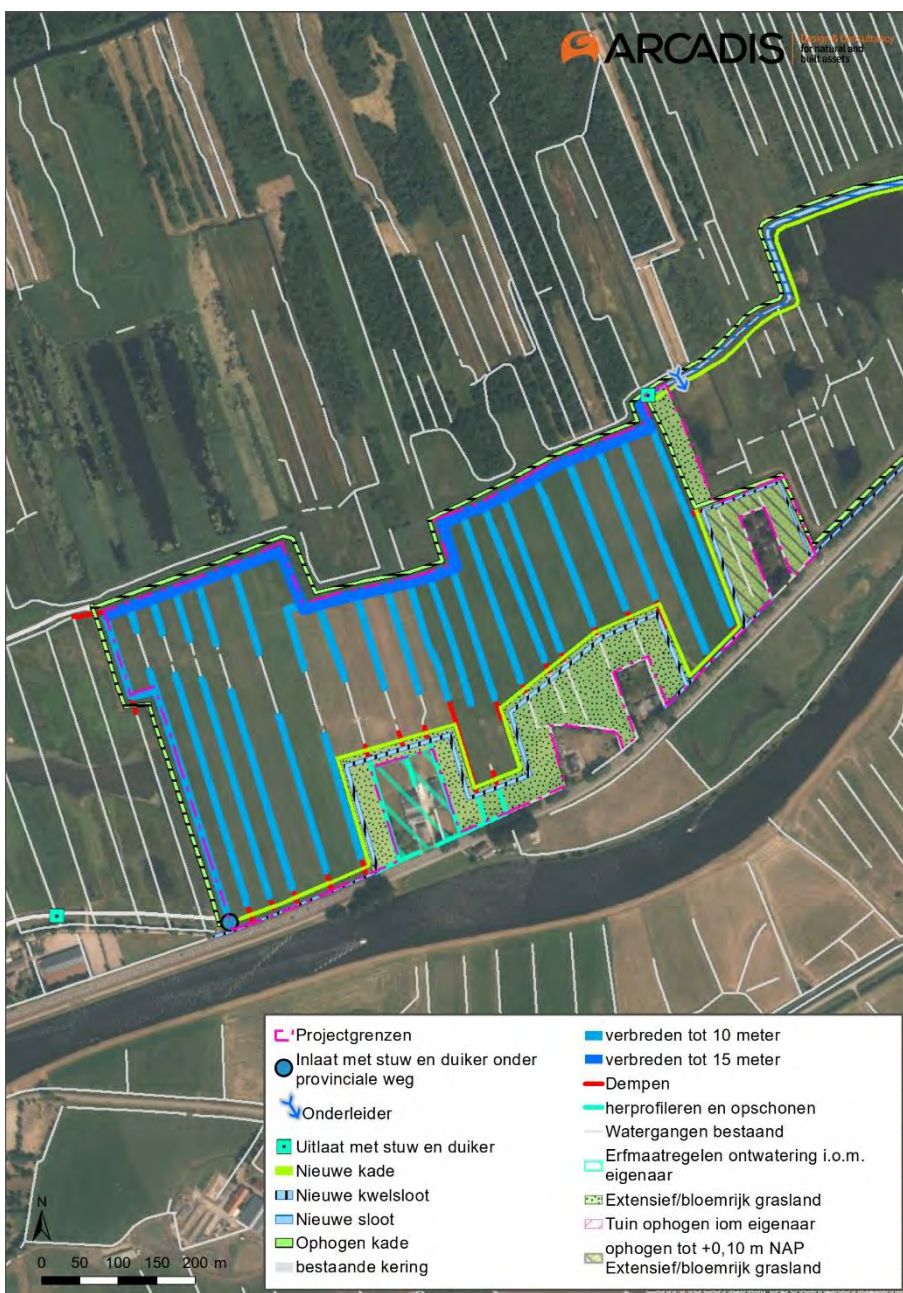 ARCADIS
Design & Consultancy
for natural and
built assets
Projectgrenzen
Inlaat met stuw en duiker onder
provinciale weg
Onderleider
Uitlaat met stuw en duiker
Nieuwe kade
Nieuwe kwelsloot
Nieuwe sloot
Ophogen kade
bestaande kering
verbreden tot 10 meter
verbreden tot 15 meter
Dempen
herprofileren en opschonen
Watergangen bestaand
Erfmaatregelen ontwatering i.o.m.
eigenaar
Extensief/bloemrijk grasland
Tuin ophogen iom eigenaar
ophogen tot +0,10 m NAP
Extensief/bloemrijk grasland
N
0 50 100 150 200 m